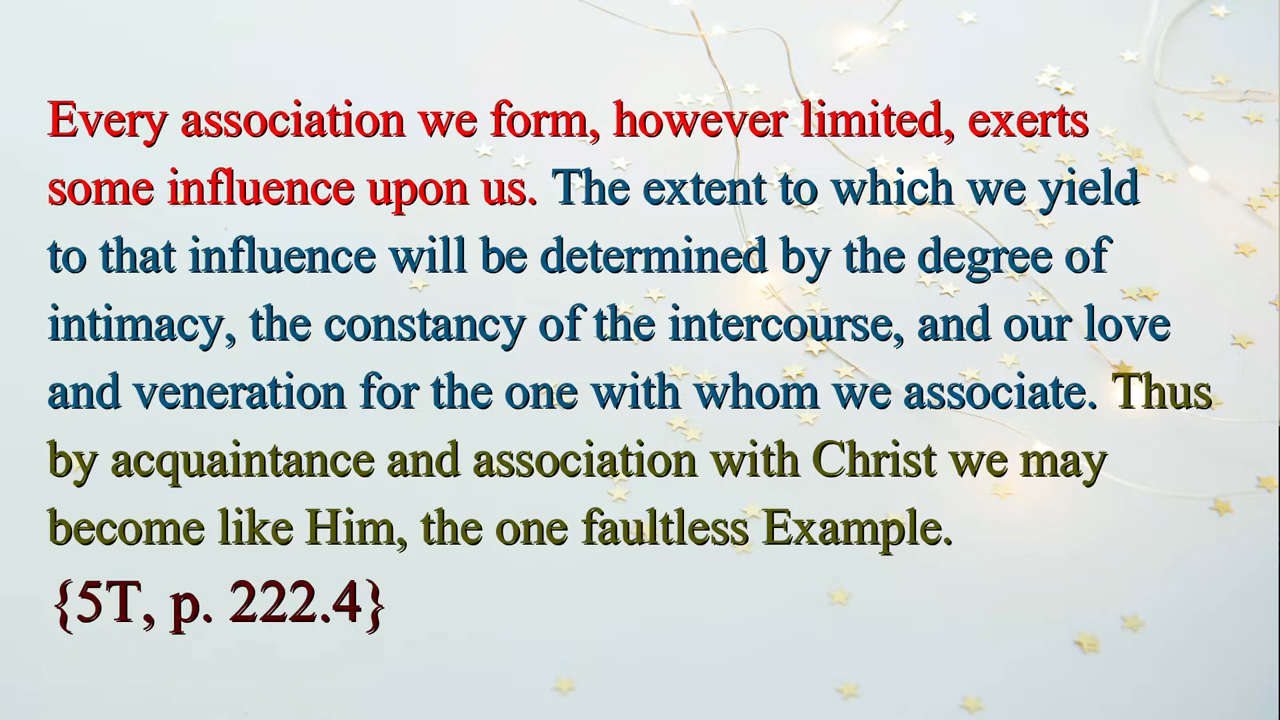 Every association we form, however limited, exerts
some influence upon us. The extent to which we yield
to that influence will be determined by the degree of
intimacy, the constancy of the intercourse, and our love
and veneration for the one with whom we associate. Thus
by acquaintance and association with Christ we may
become like Him, the one faultless Example.
{5T, p. 222.4}